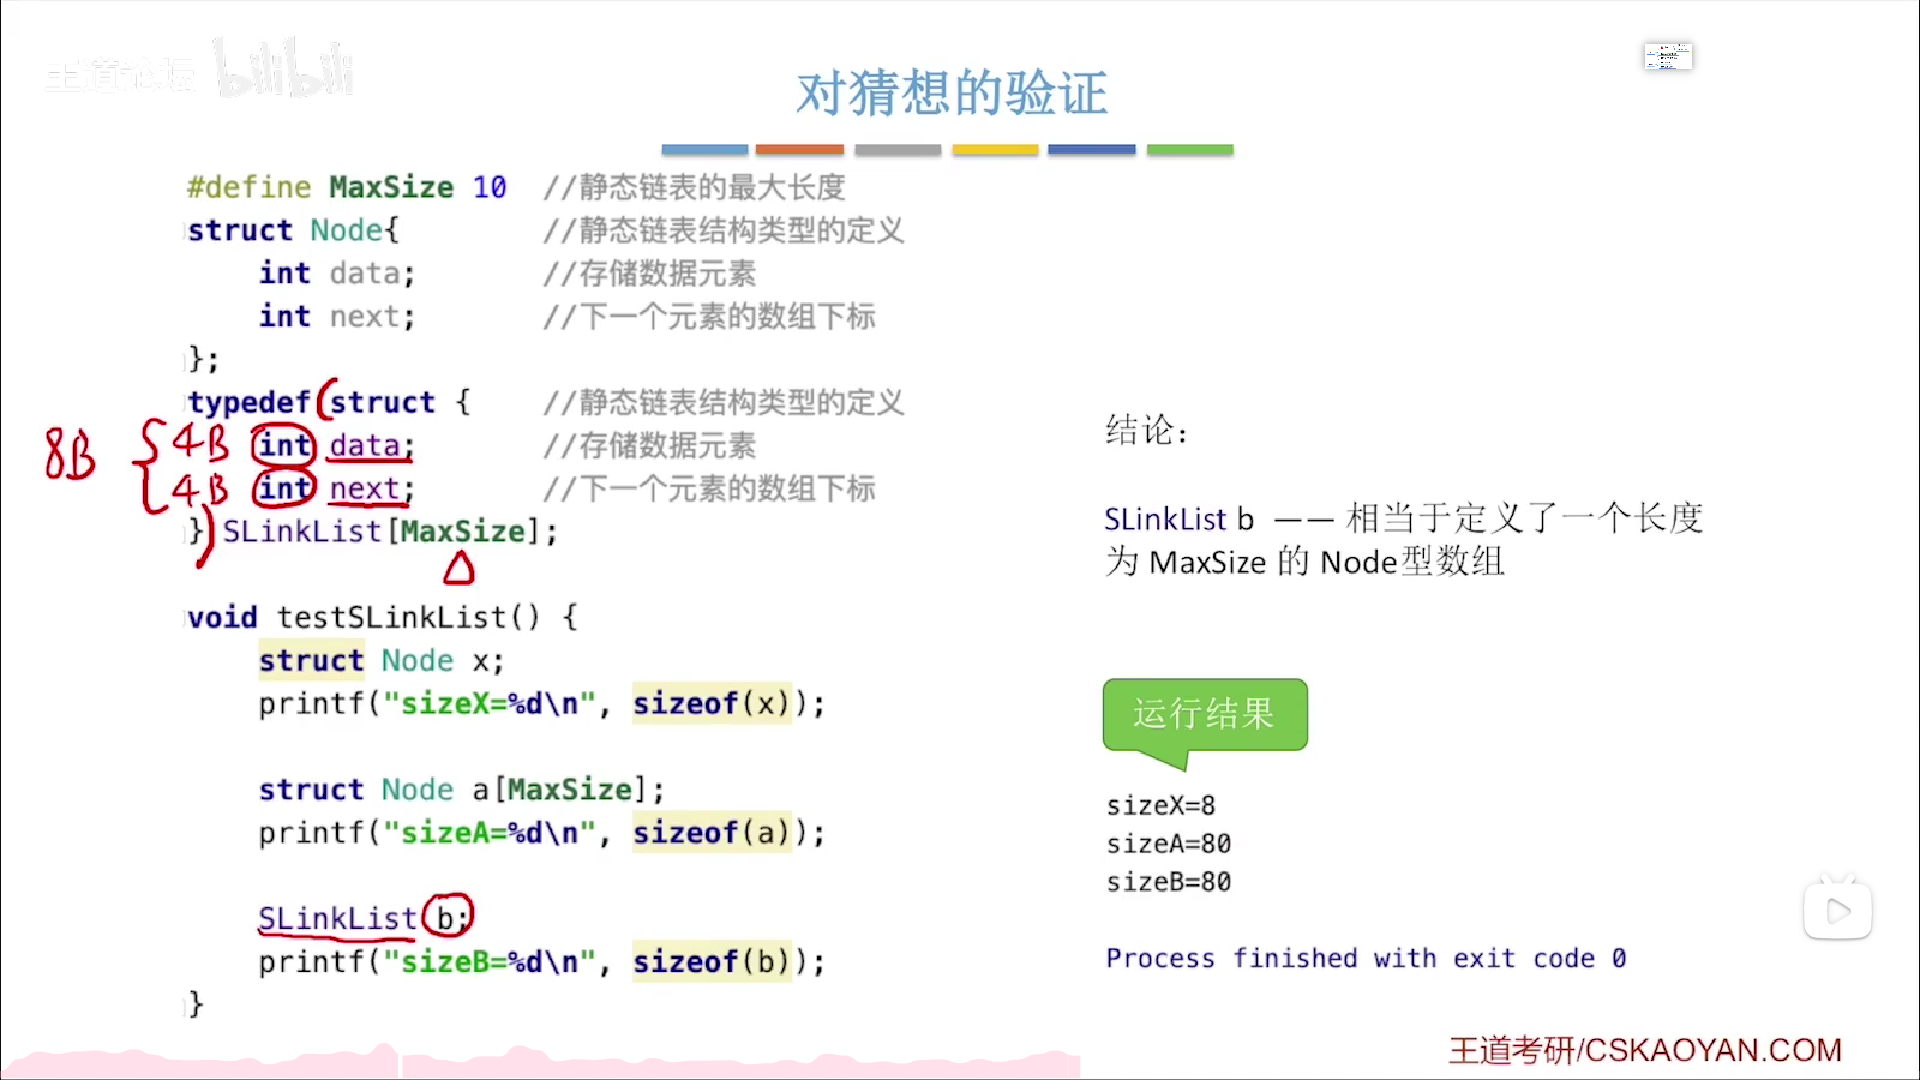 王道论坛 bilibili
对猜想的验证
#define MaxSize 10 //静态链表的最大长度
struct Node{ //静态链表结构类型的定义
int data; //存储数据元素
int next; //下一个元素的数组下标
};
typedef (struct { //静态链表结构类型的定义
8B { 4B int data; //存储数据元素
4B int next; //下一个元素的数组下标
}) SLinkList[MaxSize];
void testSLinkList() {
struct Node x;
printf("sizeX=%d\n", sizeof(x));
struct Node a[MaxSize];
printf("sizeA=%d\n", sizeof(a));
SLinkList b;
printf("sizeB=%d\n", sizeof(b));
}
结论：
SLinkList b —— 相当于定义了一个长度
为 MaxSize 的 Node型数组
运行结果
sizeX=8
sizeA=80
sizeB=80
Process finished with exit code 0
王道考研/CSKAOYAN.COM